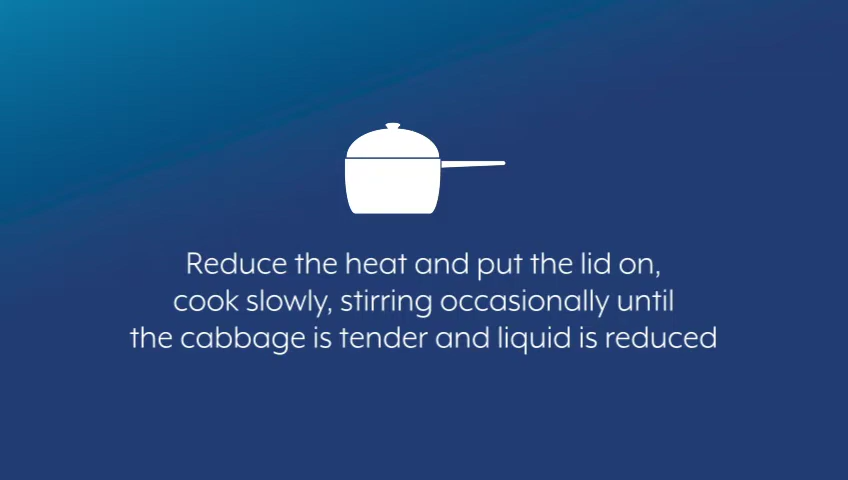 Reduce the heat and put the lid on,
cook slowly, stirring occasionally until
the cabbage is tender and liquid is reduced